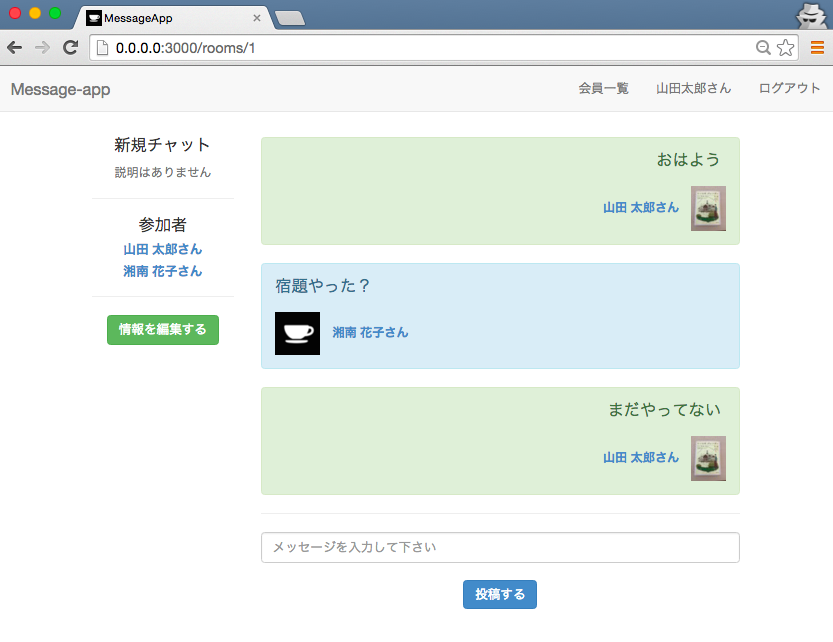 MessageApp
0.0.0.0:3000/rooms/1
Message-app
会員一覧
山田太郎さん
ログアウト
新規チャット
説明はありません
参加者
山田 太郎さん
湘南 花子さん
情報を編集する
おはよう
山田 太郎さん
宿題やった？
湘南 花子さん
まだやってない
山田 太郎さん
メッセージを入力して下さい
投稿する